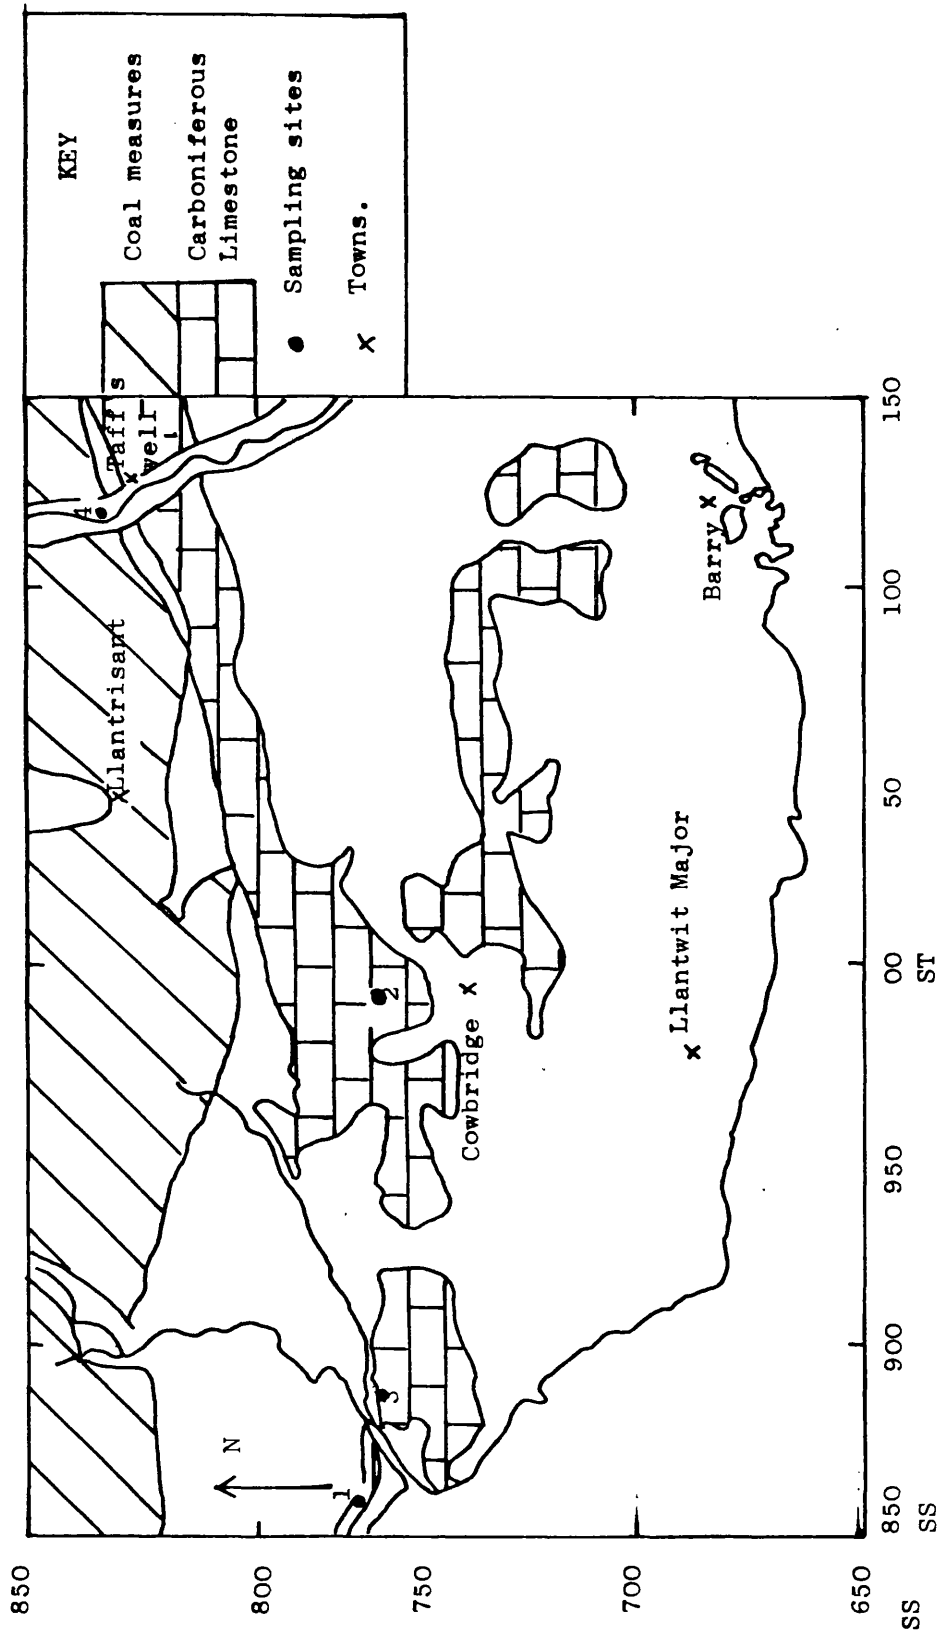 KEY
Coal measures
Carboniferous
Limestone
Sampling sites
Towns.
Taff's
well
4
Llantrisant
Barry
2
Cowbridge
Llantwit Major
3
1
N
850
800
750
700
650
SS
850
SS
900
950
00
ST
50
100
150